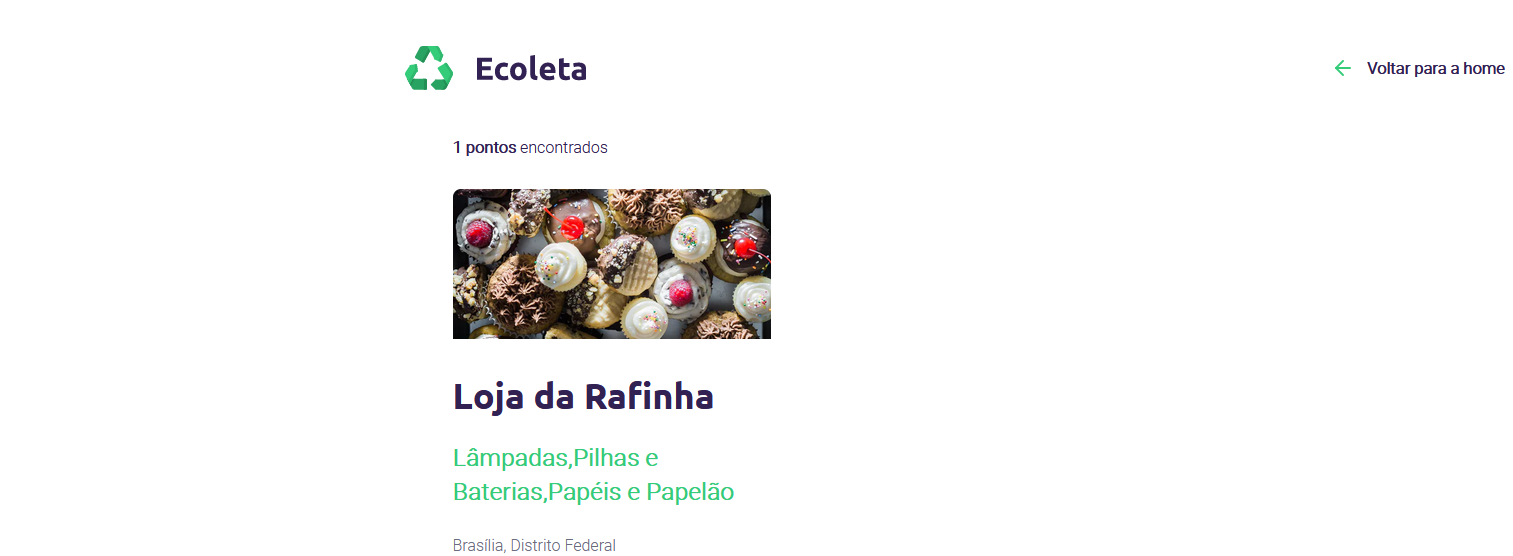 Ecoleta
Voltar para a home
1 pontos encontrados
Loja da Rafinha
Lâmpadas,Pilhas e
Baterias,Papéis e Papelão
Brasília, Distrito Federal